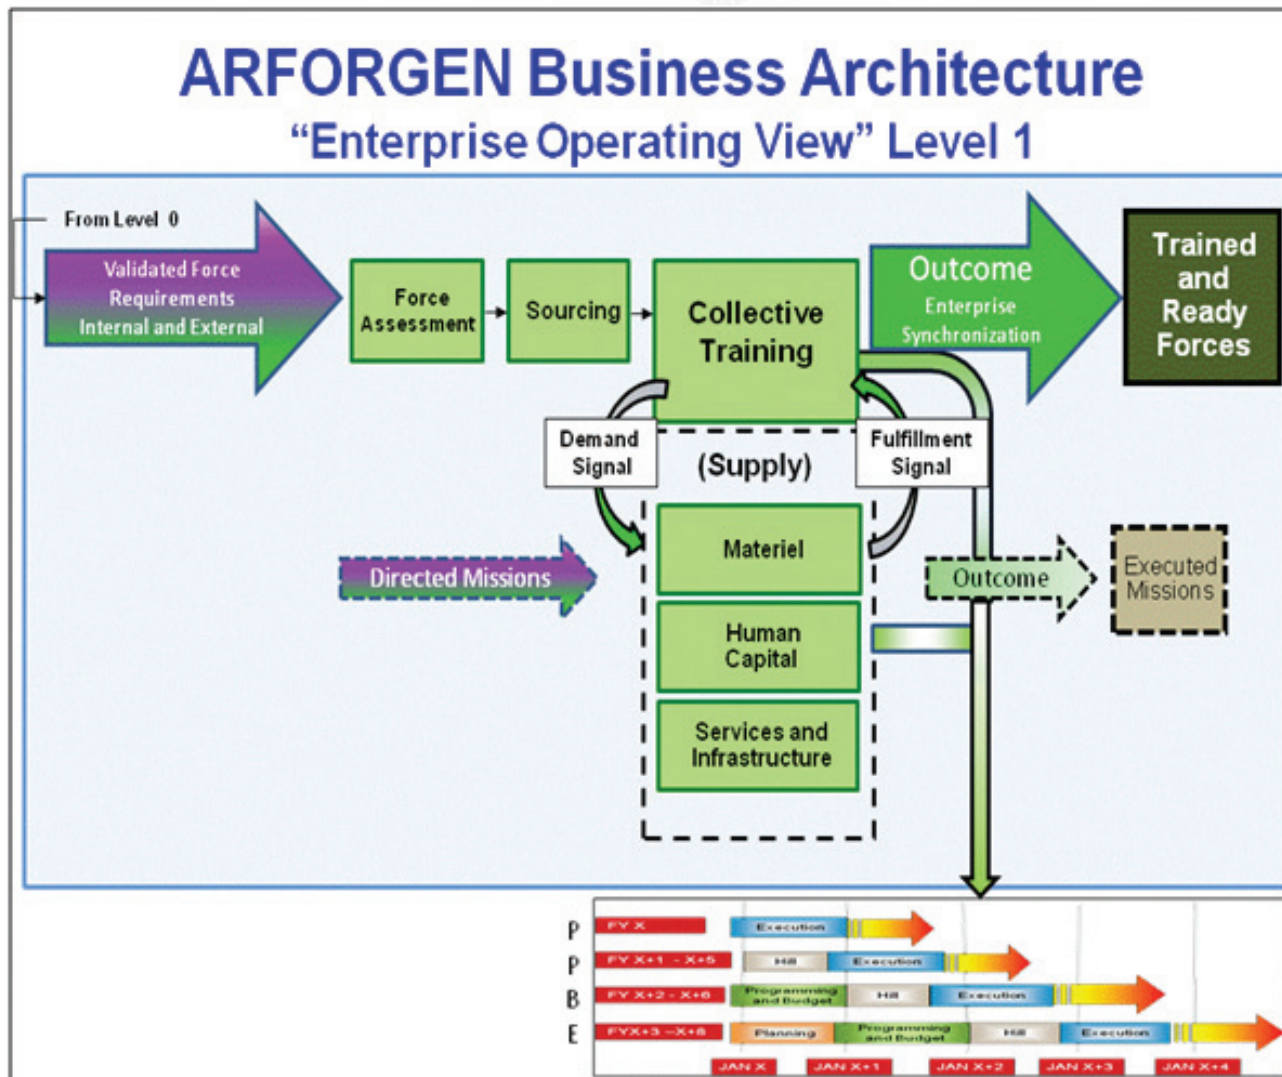 ARFORGEN Business Architecture
“Enterprise Operating View” Level 1
From Level 0
Validated Force
Requirements
Internal and External
Force
Assessment
Sourcing
Collective
Training
Outcome
Enterprise
Synchronization
Trained
and
Ready
Forces
Demand
Signal
(Supply)
Fulfillment
Signal
Directed Missions
Materiel
Human
Capital
Services and
Infrastructure
Outcome
Executed
Missions
P
FY X
Execution
P
FY X+1 - X+5
Hill
Execution
B
FY X+2 - X+6
Programming
and Budget
Hill
Execution
E
FYX+3 –X+8
Planning
Programming
and Budget
Hill
Execution
JAN X
JAN X+1
JAN X+2
JAN X+3
JAN X+4